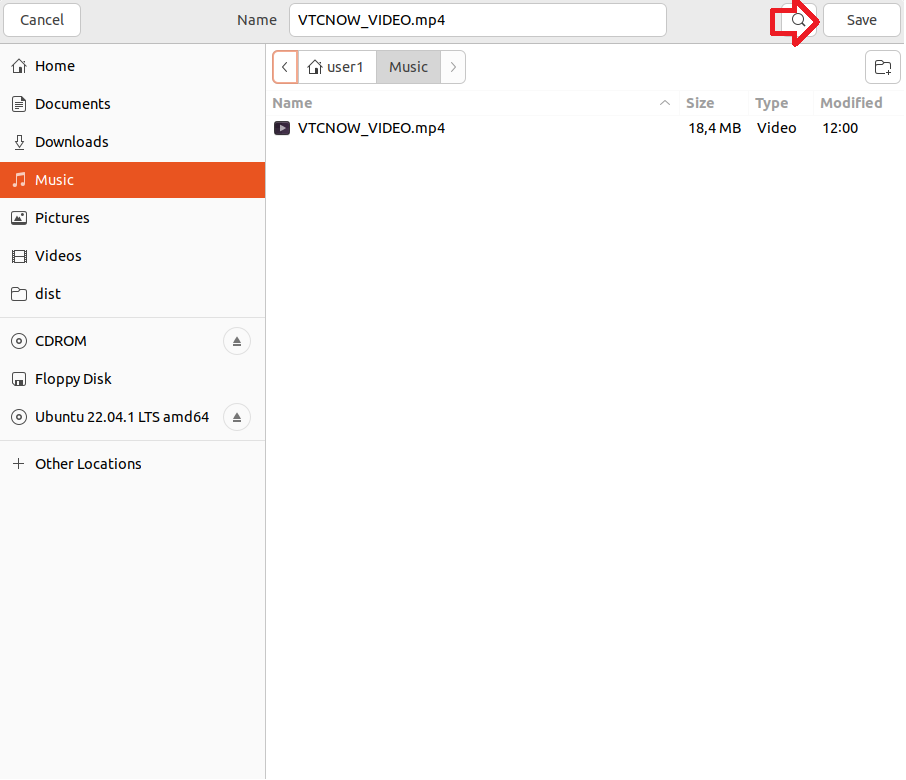 Cancel
Name
VTCNOW_VIDEO.mp4
Save
Home
Documents
Downloads
Music
Pictures
Videos
dist
CDROM
Floppy Disk
Ubuntu 22.04.1 LTS amd64
Other Locations
user1
Music
Name Size Type Modified
VTCNOW_VIDEO.mp4 18,4 MB Video 12:00